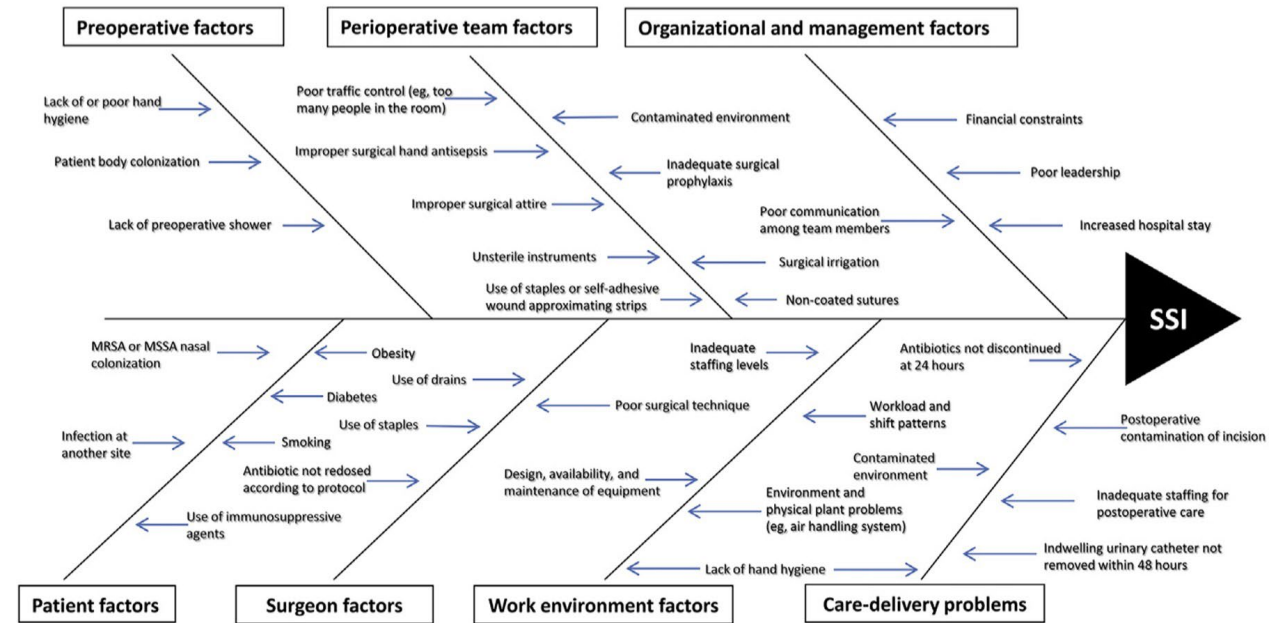 Preoperative factors
Perioperative team factors
Organizational and management factors
Lack of or poor hand
hygiene
Patient body colonization
Lack of preoperative shower
Poor traffic control (eg, too
many people in the room)
Improper surgical hand antisepsis
Improper surgical attire
Unsterile instruments
Use of staples or self-adhesive
wound approximating strips
Contaminated environment
Inadequate surgical
prophylaxis
Surgical irrigation
Non-coated sutures
Poor communication
among team members
Financial constraints
Poor leadership
Increased hospital stay
SSI
MRSA or MSSA nasal
colonization
Infection at
another site
Obesity
Diabetes
Smoking
Use of immunosuppressive
agents
Use of drains
Use of staples
Antibiotic not redosed
according to protocol
Poor surgical technique
Inadequate
staffing levels
Design, availability, and
maintenance of equipment
Workload and
shift patterns
Environment and
physical plant problems
(eg, air handling system)
Lack of hand hygiene
Antibiotics not discontinued
at 24 hours
Contaminated
environment
Postoperative
contamination of incision
Inadequate staffing for
postoperative care
Indwelling urinary catheter not
removed within 48 hours
Patient factors
Surgeon factors
Work environment factors
Care-delivery problems